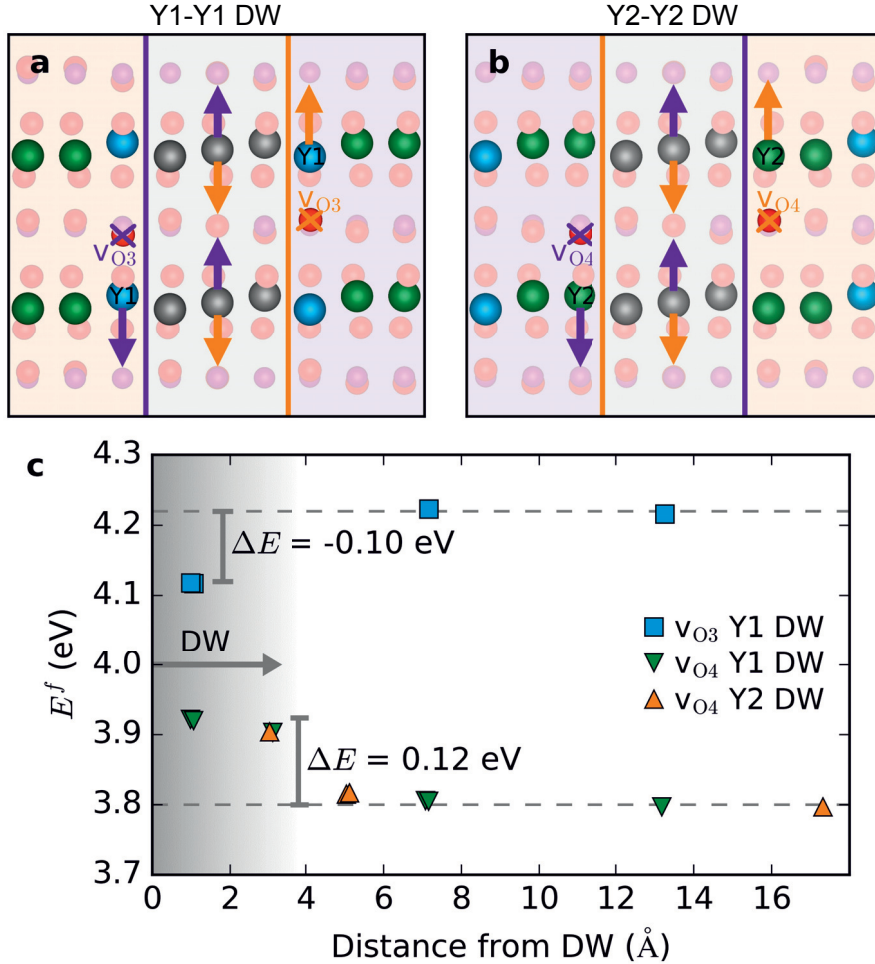 Y1-Y1 DW
Y2-Y2 DW
a
Y1
vO3
vO3
Y1
b
Y2
vO4
vO4
Y2
c
4.3
4.2
4.1
4.0
3.9
3.8
3.7
E^f (eV)
ΔE = -0.10 eV
DW
ΔE = 0.12 eV
vO3 Y1 DW
vO4 Y1 DW
vO4 Y2 DW
0 2 4 6 8 10 12 14 16
Distance from DW (Å)